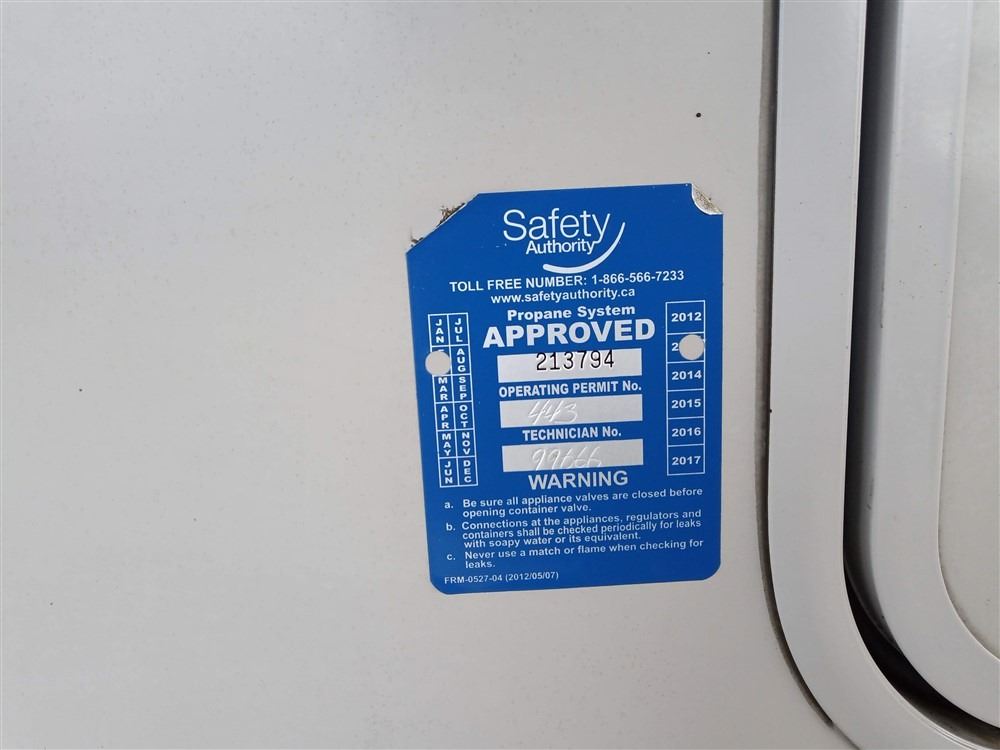 Safety
Authority
TOLL FREE NUMBER: 1-866-566-7233
www.safetyauthority.ca
Propane System
APPROVED
213794
OPERATING PERMIT No.
443
TECHNICIAN No.
WARNING
JAN
MAR
APR
MAY
JUN
JUL
AUG
SEP
OCT
NOV
DEC
2012
2014
2015
2016
2017
a. Be sure all appliance valves are closed before
opening container valve.
b. Connections at the appliances, regulators and
containers shall be checked periodically for leaks
with soapy water or its equivalent.
c. Never use a match or flame when checking for
leaks.
FRM-0527-04 (2012/05/07)